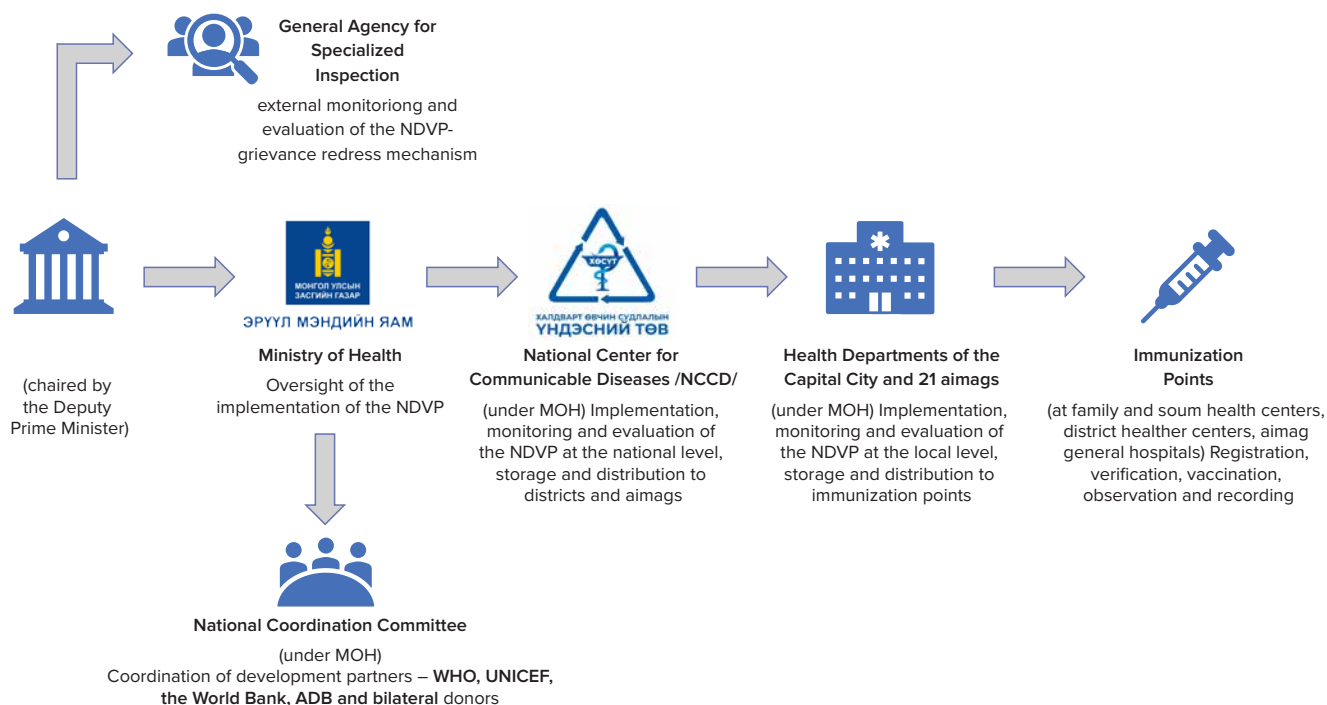 General Agency for
Specialized
Inspection
external monitoriong and
evaluation of the NDVP-
grievance redress mechanism
(chaired by
the Deputy
Prime Minister)
МОНГОЛ УЛСЫН
ЗАСГИЙН ГАЗАР
ЭРҮҮЛ МЭНДИЙН ЯАМ
Ministry of Health
Oversight of the
implementation of the NDVP
ХӨСҮТ
ХАЛДВАРТ ӨВЧИН СУДЛАЛЫН
ҮНДЭСНИЙ ТӨВ
National Center for
Communicable Diseases /NCCD/
(under MOH) Implementation,
monitoring and evaluation of
the NDVP at the national level,
storage and distribution to
districts and aimags
Health Departments of the
Capital City and 21 aimags
(under MOH) Implementation,
monitoring and evaluation of
the NDVP at the local level,
storage and distribution to
immunization points
Immunization
Points
(at family and soum health centers,
district healther centers, aimag
general hospitals) Registration,
verification, vaccination,
observation and recording
National Coordination Committee
(under MOH)
Coordination of development partners – WHO, UNICEF,
the World Bank, ADB and bilateral donors